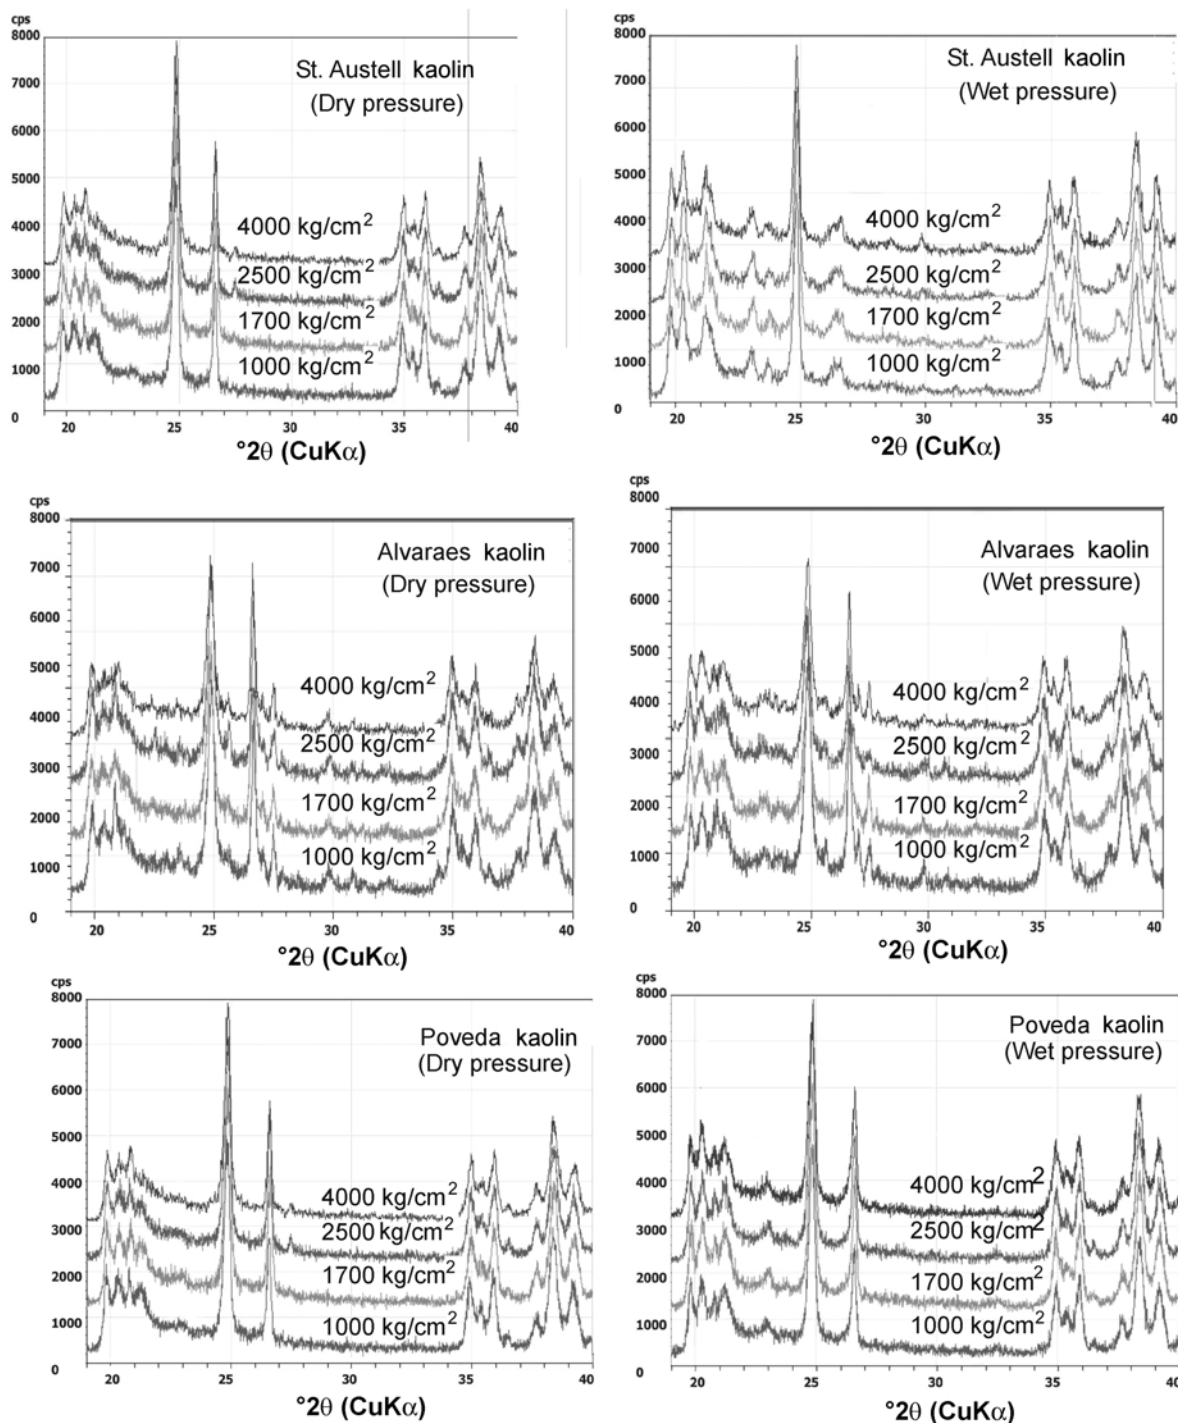 cps
8000
7000
6000
5000
4000
3000
2000
1000
0
St. Austell kaolin
(Dry pressure)
4000 kg/cm²
2500 kg/cm²
1700 kg/cm²
1000 kg/cm²
20 25 30 35 40
°2θ (CuKα)
cps
8000
7000
6000
5000
4000
3000
2000
1000
0
St. Austell kaolin
(Wet pressure)
4000 kg/cm²
2500 kg/cm²
1700 kg/cm²
1000 kg/cm²
20 25 30 35 40
°2θ (CuKα)
cps
8000
7000
6000
5000
4000
3000
2000
1000
0
Alvaraes kaolin
(Dry pressure)
4000 kg/cm²
2500 kg/cm²
1700 kg/cm²
1000 kg/cm²
20 25 30 35 40
°2θ (CuKα)
cps
8000
7000
6000
5000
4000
3000
2000
1000
0
Alvaraes kaolin
(Wet pressure)
4000 kg/cm²
2500 kg/cm²
1700 kg/cm²
1000 kg/cm²
20 25 30 35 40
°2θ (CuKα)
cps
8000
7000
6000
5000
4000
3000
2000
1000
0
Poveda kaolin
(Dry pressure)
4000 kg/cm²
2500 kg/cm²
1700 kg/cm²
1000 kg/cm²
20 25 30 35 40
°2θ (CuKα)
cps
8000
7000
6000
5000
4000
3000
2000
1000
0
Poveda kaolin
(Wet pressure)
4000 kg/cm²
2500 kg/cm²
1700 kg/cm²
1000 kg/cm²
20 25 30 35 40
°2θ (CuKα)